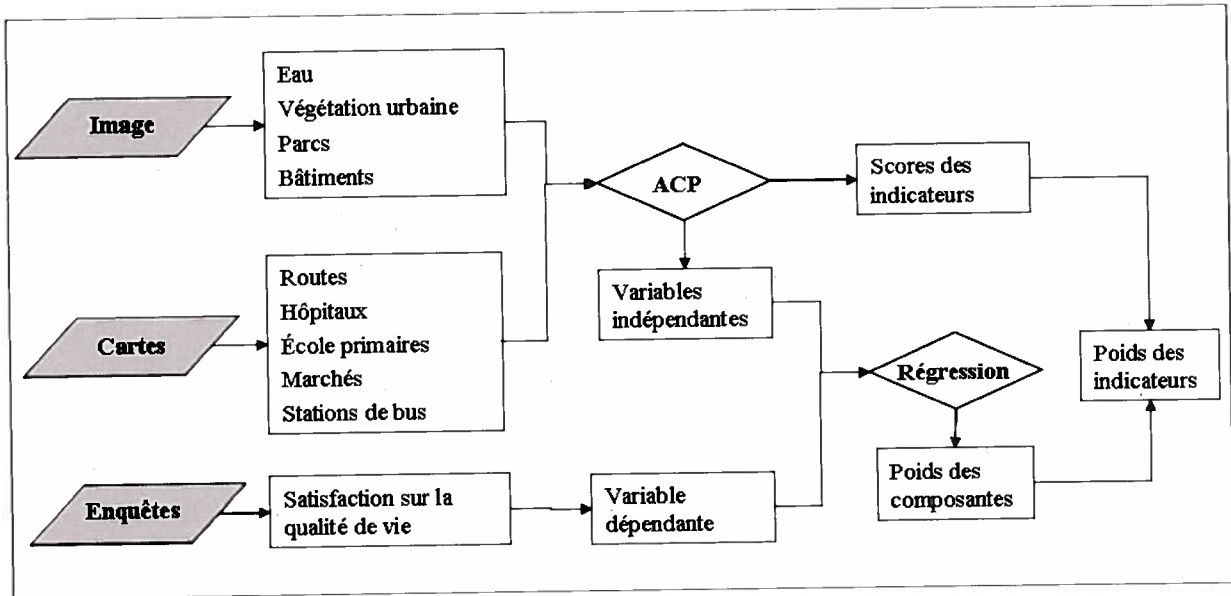 Image
Eau
Végétation urbaine
Parcs
Bâtiments
ACP
Scores des
indicateurs
Cartes
Routes
Hôpitaux
École primaires
Marchés
Stations de bus
Variables
indépendantes
Régression
Poids des
indicateurs
Enquêtes
Satisfaction sur la
qualité de vie
Variable
dépendante
Poids des
composantes